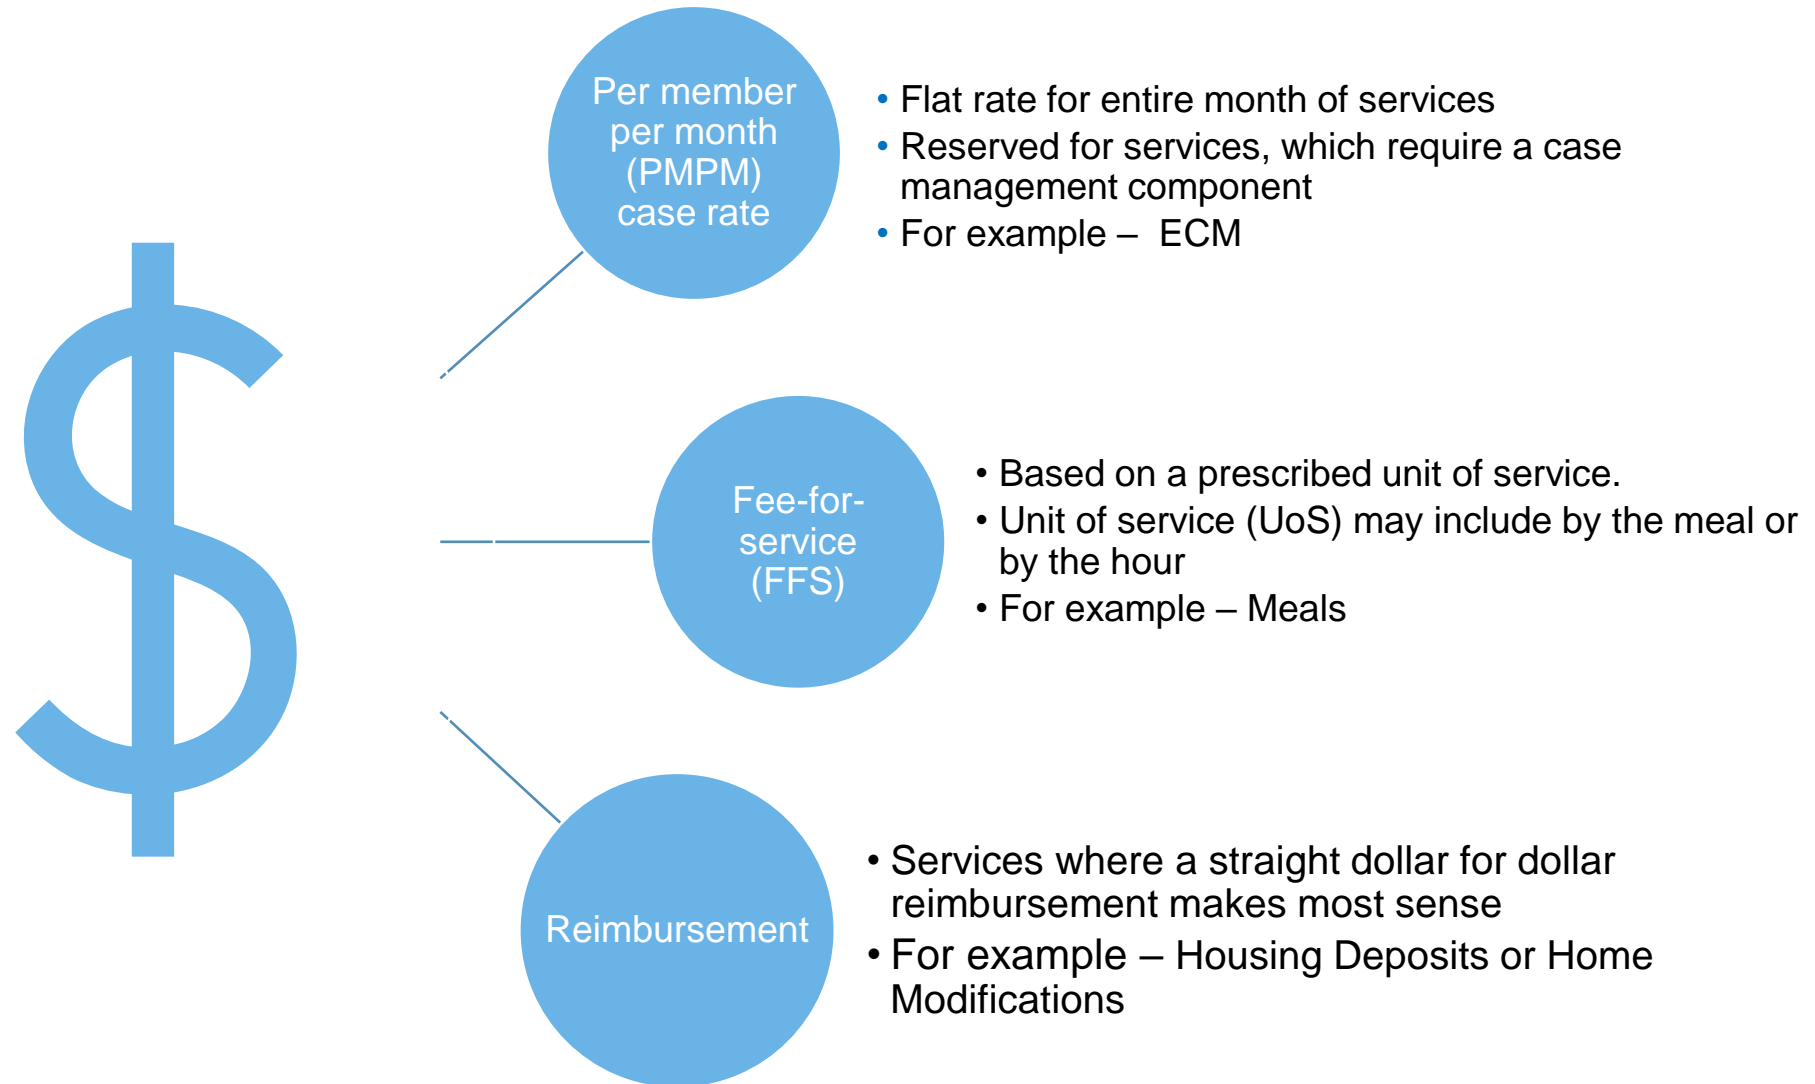 Per member
per month
(PMPM)
case rate
• Flat rate for entire month of services
• Reserved for services, which require a case
management component
• For example – ECM
Fee-for-
service
(FFS)
• Based on a prescribed unit of service.
• Unit of service (UoS) may include by the meal or
by the hour
• For example – Meals
Reimbursement
• Services where a straight dollar for dollar
reimbursement makes most sense
• For example – Housing Deposits or Home
Modifications